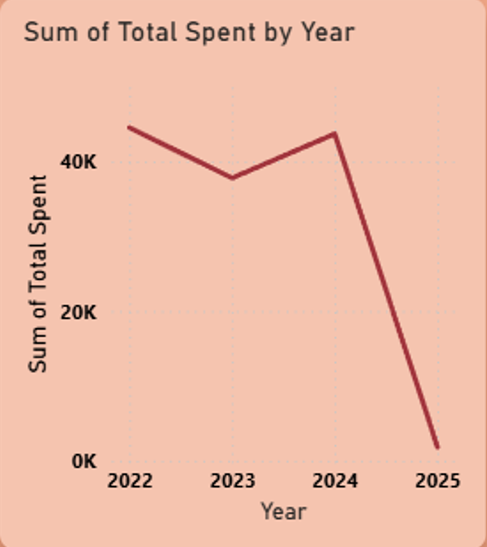 Sum of Total Spent by Year
Sum of Total Spent
40K
20K
0K
2022 2023 2024 2025
Year